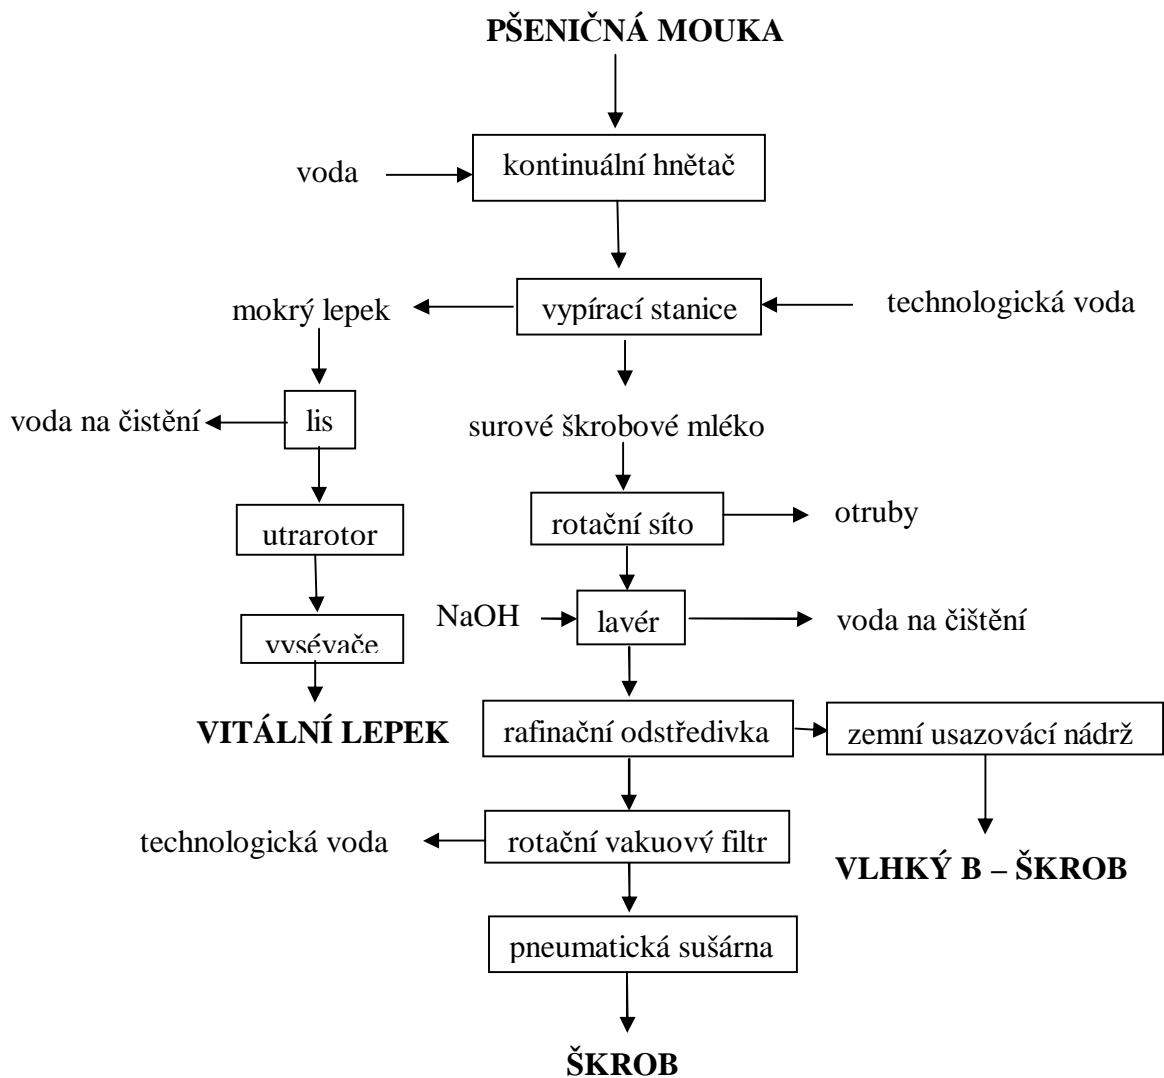 PŠENIČNÁ MOUKA
voda
kontinuální hnětač
mokrý lepek
vypírací stanice
technologická voda
voda na čistění
lis
surové škrobové mléko
utrarotor
rotační síto
otruby
vysévače
NaOH
lavér
voda na čištění
VITÁLNÍ LEPEK
rafinační odstředivka
zemní usazovácí nádrž
technologická voda
rotační vakuový filtr
VLHKÝ B – ŠKROB
pneumatická sušárna
ŠKROB